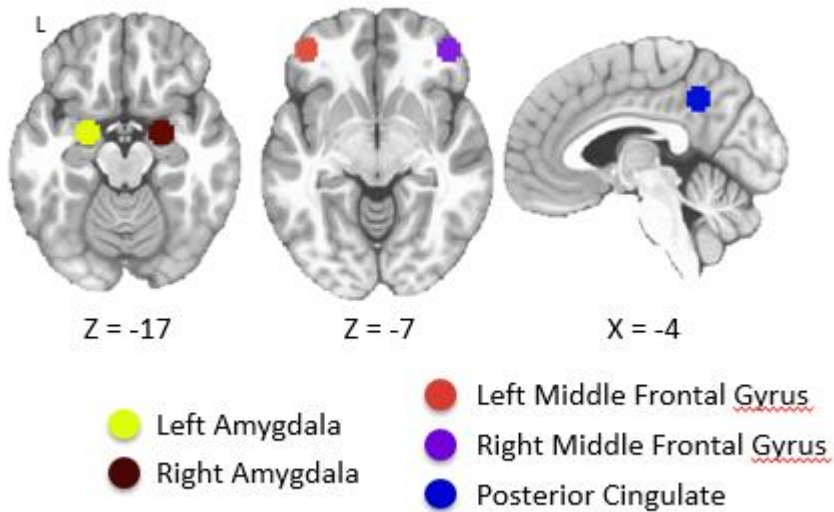 L
Z = -17
Z = -7
X = -4
Left Amygdala
Right Amygdala
Left Middle Frontal Gyrus
Right Middle Frontal Gyrus
Posterior Cingulate